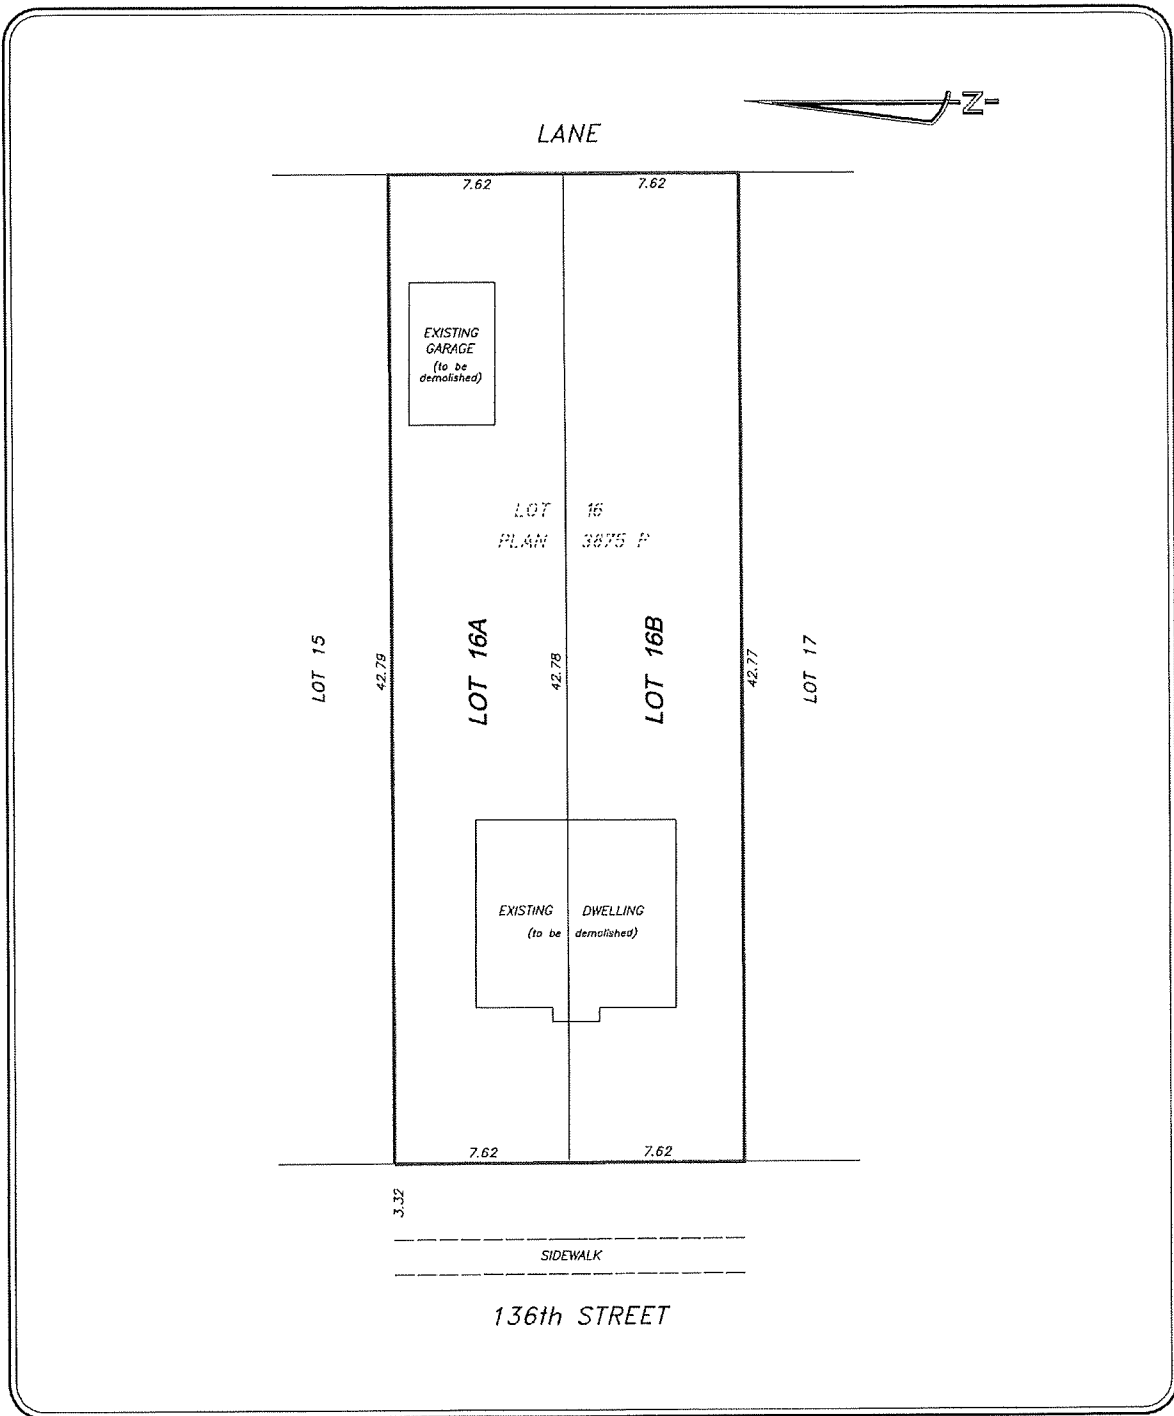 Z
LANE
7.62 7.62
EXISTING
GARAGE
(to be
demolished)
LOT 16
PLAN 3875 P
LOT 15
42.79
LOT 16A
42.78
LOT 16B
42.77
LOT 17
EXISTING DWELLING
(to be demolished)
7.62 7.62
3.32
SIDEWALK
136th STREET